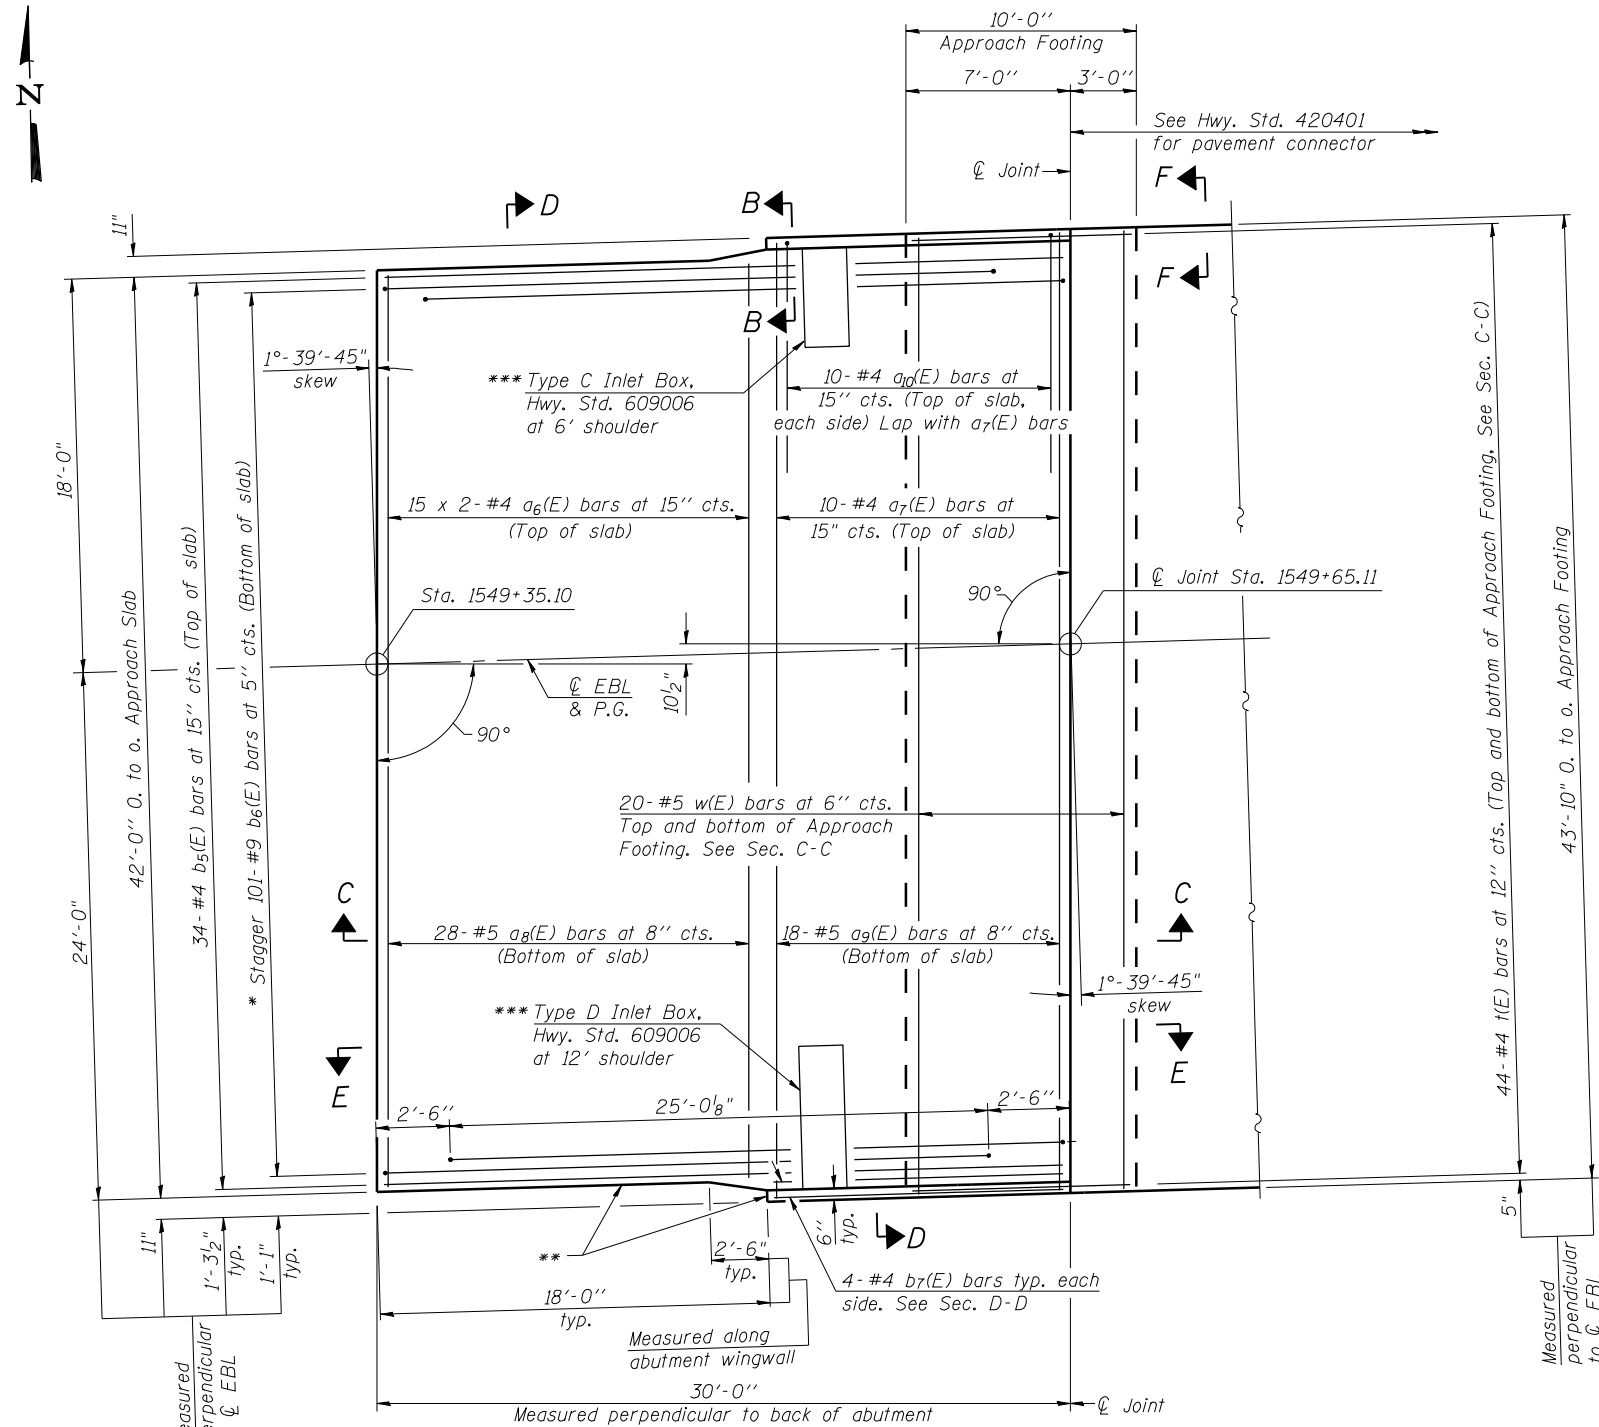 10'-0"
Approach Footing
7'-0"
3'-0"
See Hwy. Std. 420401
for pavement connector
N
℄ Joint
F
D
B
11"
F
B
1°-39'-45"
skew
*** Type C Inlet Box,
Hwy. Std. 609006
at 6' shoulder
10-#4 a10(E) bars at
15" cts. (Top of slab,
each side) Lap with a7(E) bars
18'-0"
15 x 2-#4 a6(E) bars at 15" cts.
(Top of slab)
10-#4 a7(E) bars at
15" cts. (Top of slab)
42'-0" O. to o. Approach Slab
34-#4 b5(E) bars at 15" cts. (Top of slab)
* Stagger 101-#9 b6(E) bars at 5" cts. (Bottom of slab)
Sta. 1549+35.10
90°
℄ Joint Sta. 1549+65.11
℄ EBL
& P.G.
10½"
90°
44-#4 t(E) bars at 12" cts. (Top and bottom of Approach Footing, See Sec. C-C)
43'-10" O. to o. Approach Footing
20-#5 w(E) bars at 6" cts.
Top and bottom of Approach
Footing. See Sec. C-C
24'-0"
C
C
28-#5 a8(E) bars at 8" cts.
(Bottom of slab)
18-#5 a9(E) bars at 8" cts.
(Bottom of slab)
1°-39'-45"
skew
*** Type D Inlet Box,
Hwy. Std. 609006
at 12' shoulder
E
E
2'-6"
25'-0⅛"
2'-6"
11"
1'-3½"
typ.
1'-1"
typ.
**
2'-6"
typ.
6"
typ.
D
5"
4-#4 b7(E) bars typ. each
side. See Sec. D-D
18'-0"
typ.
Measured along
abutment wingwall
℄ EBL
Measured
perpendicular
to ℄ EBL
30'-0"
Measured perpendicular to back of abutment
℄ Joint